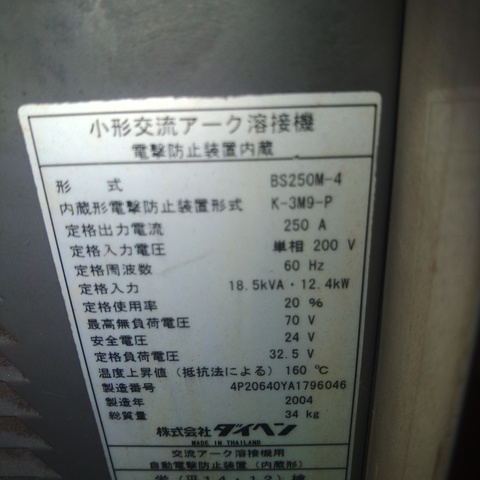 小形交流アーク溶接機
電撃防止装置内蔵
形 式 BS250M-4
内蔵形電撃防止装置形式 K-3M9-P
定格出力電流 250 A
定格入力電圧 単相 200 V
定格周波数 60 Hz
定格入力 18.5kVA・12.4kW
定格使用率 20 %
最高無負荷電圧 70 V
安全電圧 24 V
定格負荷電圧 32.5 V
温度上昇値（抵抗法による） 160 ℃
製造番号 4P20640YA1796046
製造年 2004
総質量 34 kg
株式会社 ダイヘン
MADE IN THAILAND
交流アーク溶接機用
自動電撃防止装置（内蔵形）